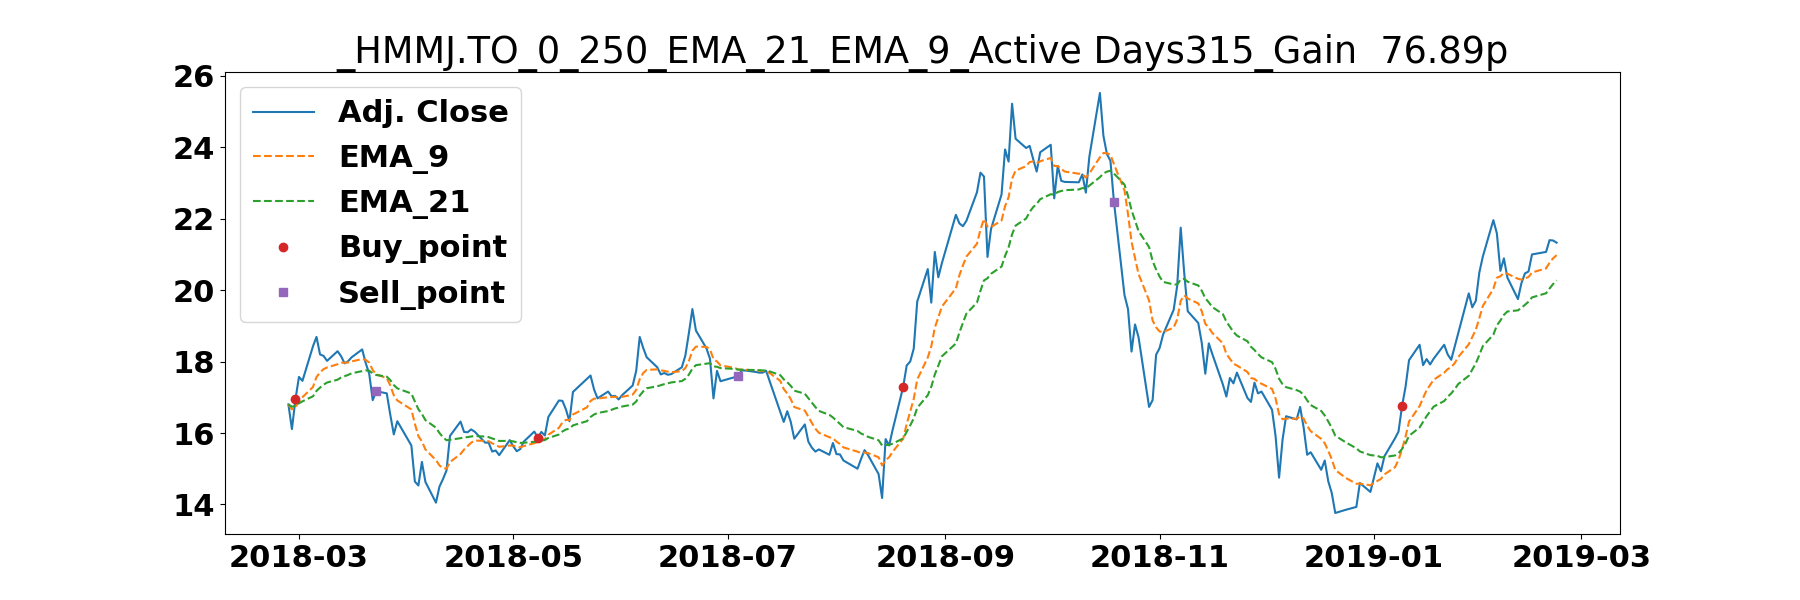 _HMMJ.TO_0_250_EMA_21_EMA_9_Active Days315_Gain  76.89p
26
24
22
20
18
16
14
Adj. Close
EMA_9
EMA_21
Buy_point
Sell_point
2018-03 2018-05 2018-07 2018-09 2018-11 2019-01 2019-03